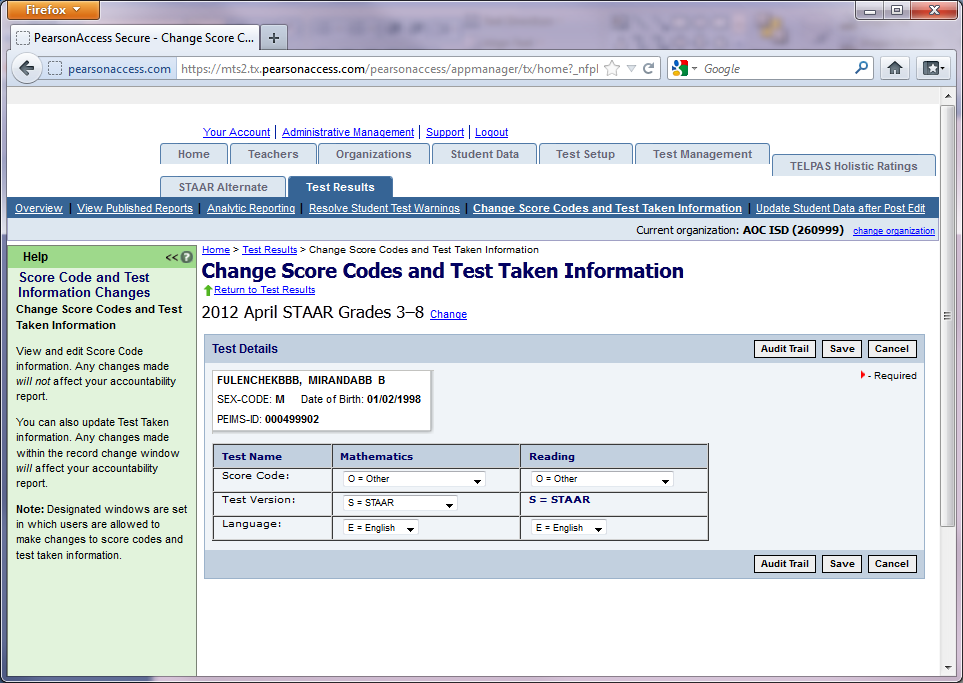 Firefox
PearsonAccess Secure - Change Score C...
pearsonaccess.com https://mts2.tx.pearsonaccess.com/pearsonaccess/appmanager/tx/home?_nfpl Google
Your Account | Administrative Management | Support | Logout
Home Teachers Organizations Student Data Test Setup Test Management TELPAS Holistic Ratings
STAAR Alternate Test Results
Overview | View Published Reports | Analytic Reporting | Resolve Student Test Warnings | Change Score Codes and Test Taken Information | Update Student Data after Post Edit
Current organization: AOC ISD (260999) change organization
Help << ?
Score Code and Test
Information Changes
Change Score Codes and Test
Taken Information
View and edit Score Code
information. Any changes made
will not affect your accountability
report.
You can also update Test Taken
information. Any changes made
within the record change window
will affect your accountability
report.
Note: Designated windows are set
in which users are allowed to
make changes to score codes and
test taken information.
Home > Test Results > Change Score Codes and Test Taken Information
Change Score Codes and Test Taken Information
Return to Test Results
2012 April STAAR Grades 3–8 Change
Test Details Audit Trail Save Cancel
- Required
FULENCHEKBBB, MIRANDABB B
SEX-CODE: M Date of Birth: 01/02/1998
PEIMS-ID: 000499902
Test Name Mathematics Reading
Score Code: O = Other O = Other
Test Version: S = STAAR S = STAAR
Language: E = English E = English
Audit Trail Save Cancel